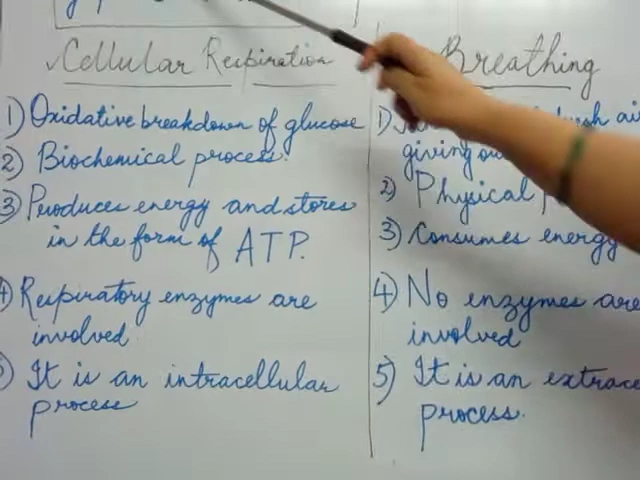 Cellular Respiration
1) Oxidative breakdown of glucose
2) Biochemical process.
3) Produces energy and stores
in the form of ATP.
4) Respiratory enzymes are
involved
5) It is an intracellular
process
Breathing
1)
giving
2) Physical
3) Consumes energy
4) No enzymes are
involved
5) It is an
process.